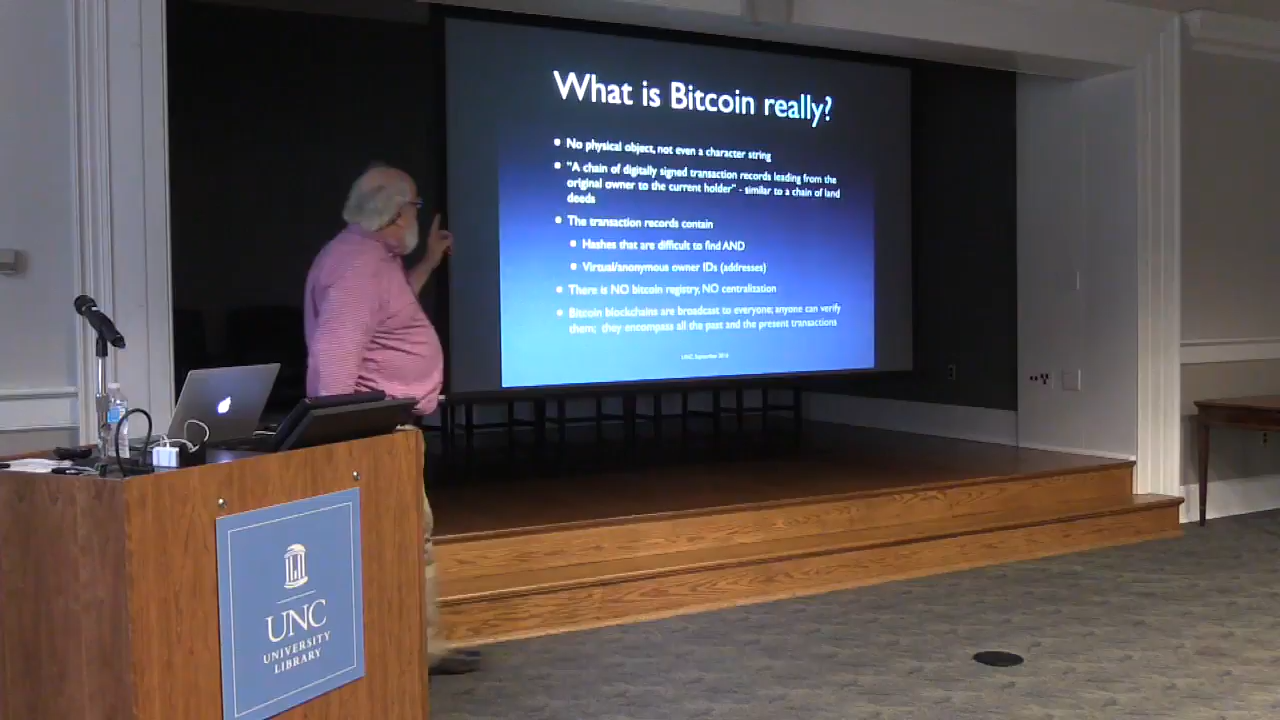 What is Bitcoin really?
No physical object, not even a character string
"A chain of digitally signed transaction records leading from the
original owner to the current holder" - similar to a chain of land
deeds
The transaction records contain
Hashes that are difficult to find AND
Virtual/anonymous owner IDs (addresses)
There is NO bitcoin registry, NO centralization
Bitcoin blockchains are broadcast to everyone; anyone can verify
them; they encompass all the past and the present transactions
UNC September
UNC
UNIVERSITY
LIBRARY